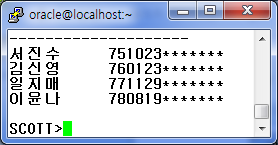 oracle@localhost:~
--------------------
서진수 751023*******
김신영 760123*******
일지매 771129*******
이윤나 780819*******
SCOTT>